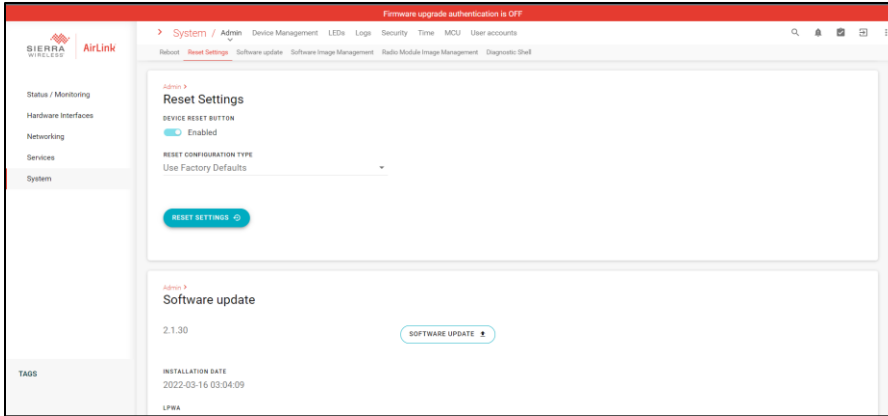 Firmware upgrade authentication is OFF
SIERRA WIRELESS AirLink
> System / Admin Device Management LEDs Logs Security Time MCU User accounts
Reboot Reset Settings Software update Software Image Management Radio Module Image Management Diagnostic Shell
Status / Monitoring
Hardware Interfaces
Networking
Services
System
TAGS
Admin >
Reset Settings
DEVICE RESET BUTTON
Enabled
RESET CONFIGURATION TYPE
Use Factory Defaults
RESET SETTINGS
Admin >
Software update
2.1.30
SOFTWARE UPDATE
INSTALLATION DATE
2022-03-16 03:04:09
LPWA